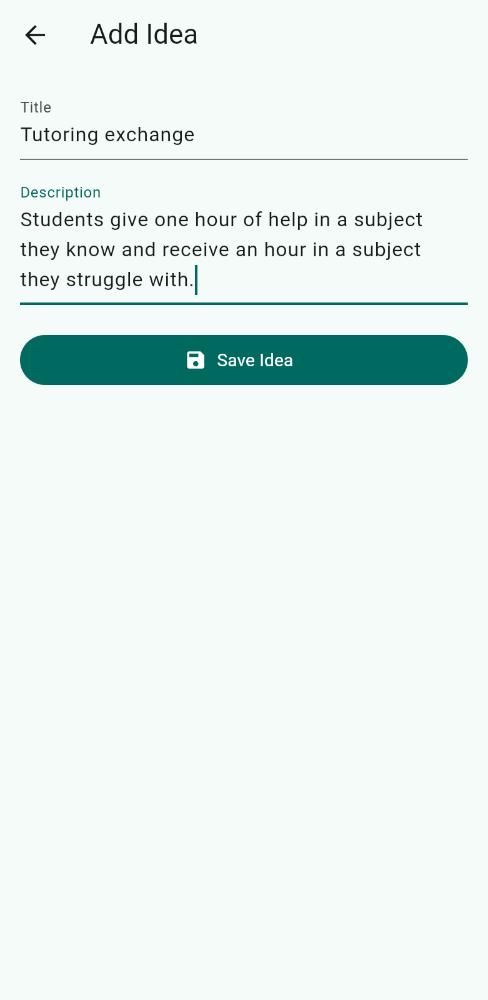 Add Idea
Title
Tutoring exchange
Description
Students give one hour of help in a subject
they know and receive an hour in a subject
they struggle with.
Save Idea